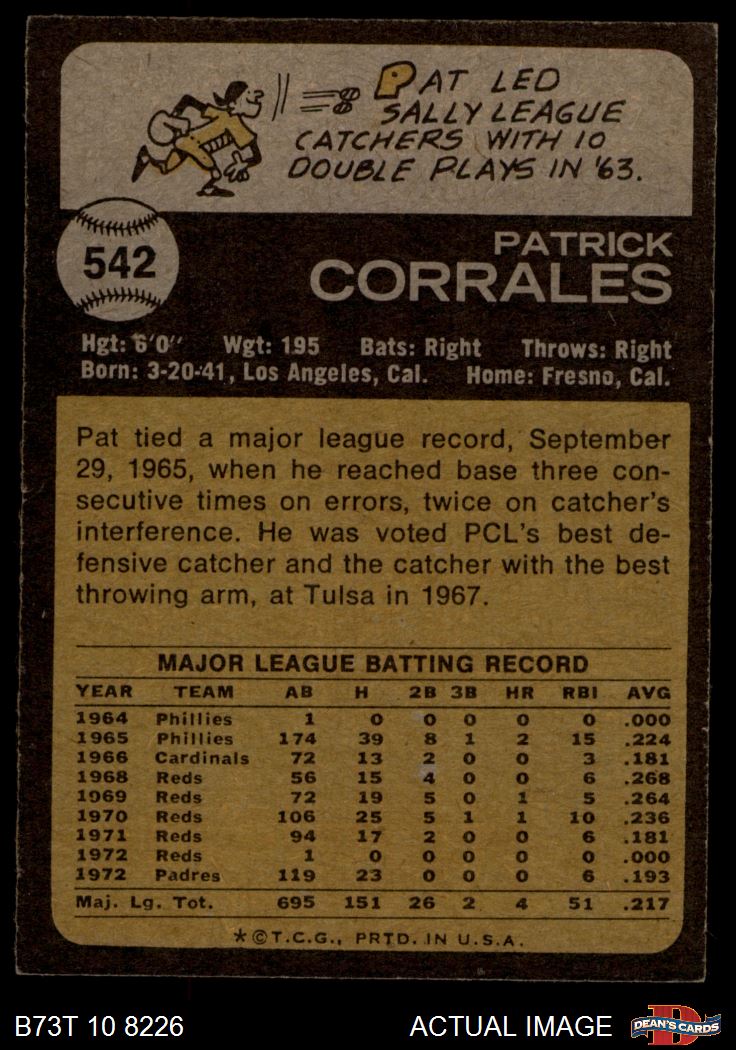 PAT LED
SALLY LEAGUE
CATCHERS WITH 10
DOUBLE PLAYS IN '63.
542
PATRICK
CORRALES
Hgt: 6'0" Wgt: 195 Bats: Right Throws: Right
Born: 3-20-41, Los Angeles, Cal. Home: Fresno, Cal.
Pat tied a major league record, September
29, 1965, when he reached base three con-
secutive times on errors, twice on catcher's
interference. He was voted PCL's best de-
fensive catcher and the catcher with the best
throwing arm, at Tulsa in 1967.
MAJOR LEAGUE BATTING RECORD
YEAR TEAM AB H 2B 3B HR RBI AVG
1964 Phillies 1 0 0 0 0 0 .000
1965 Phillies 174 39 8 1 2 15 .224
1966 Cardinals 72 13 2 0 0 3 .181
1968 Reds 56 15 4 0 0 6 .268
1969 Reds 72 19 5 0 1 5 .264
1970 Reds 106 25 5 1 1 10 .236
1971 Reds 94 17 2 0 0 6 .181
1972 Reds 1 0 0 0 0 0 .000
1972 Padres 119 23 0 0 0 6 .193
Maj. Lg. Tot. 695 151 26 2 4 51 .217
*©T.C.G., PRTD. IN U.S.A.
B73T 10 8226 ACTUAL IMAGE
D
DEAN'S CARDS